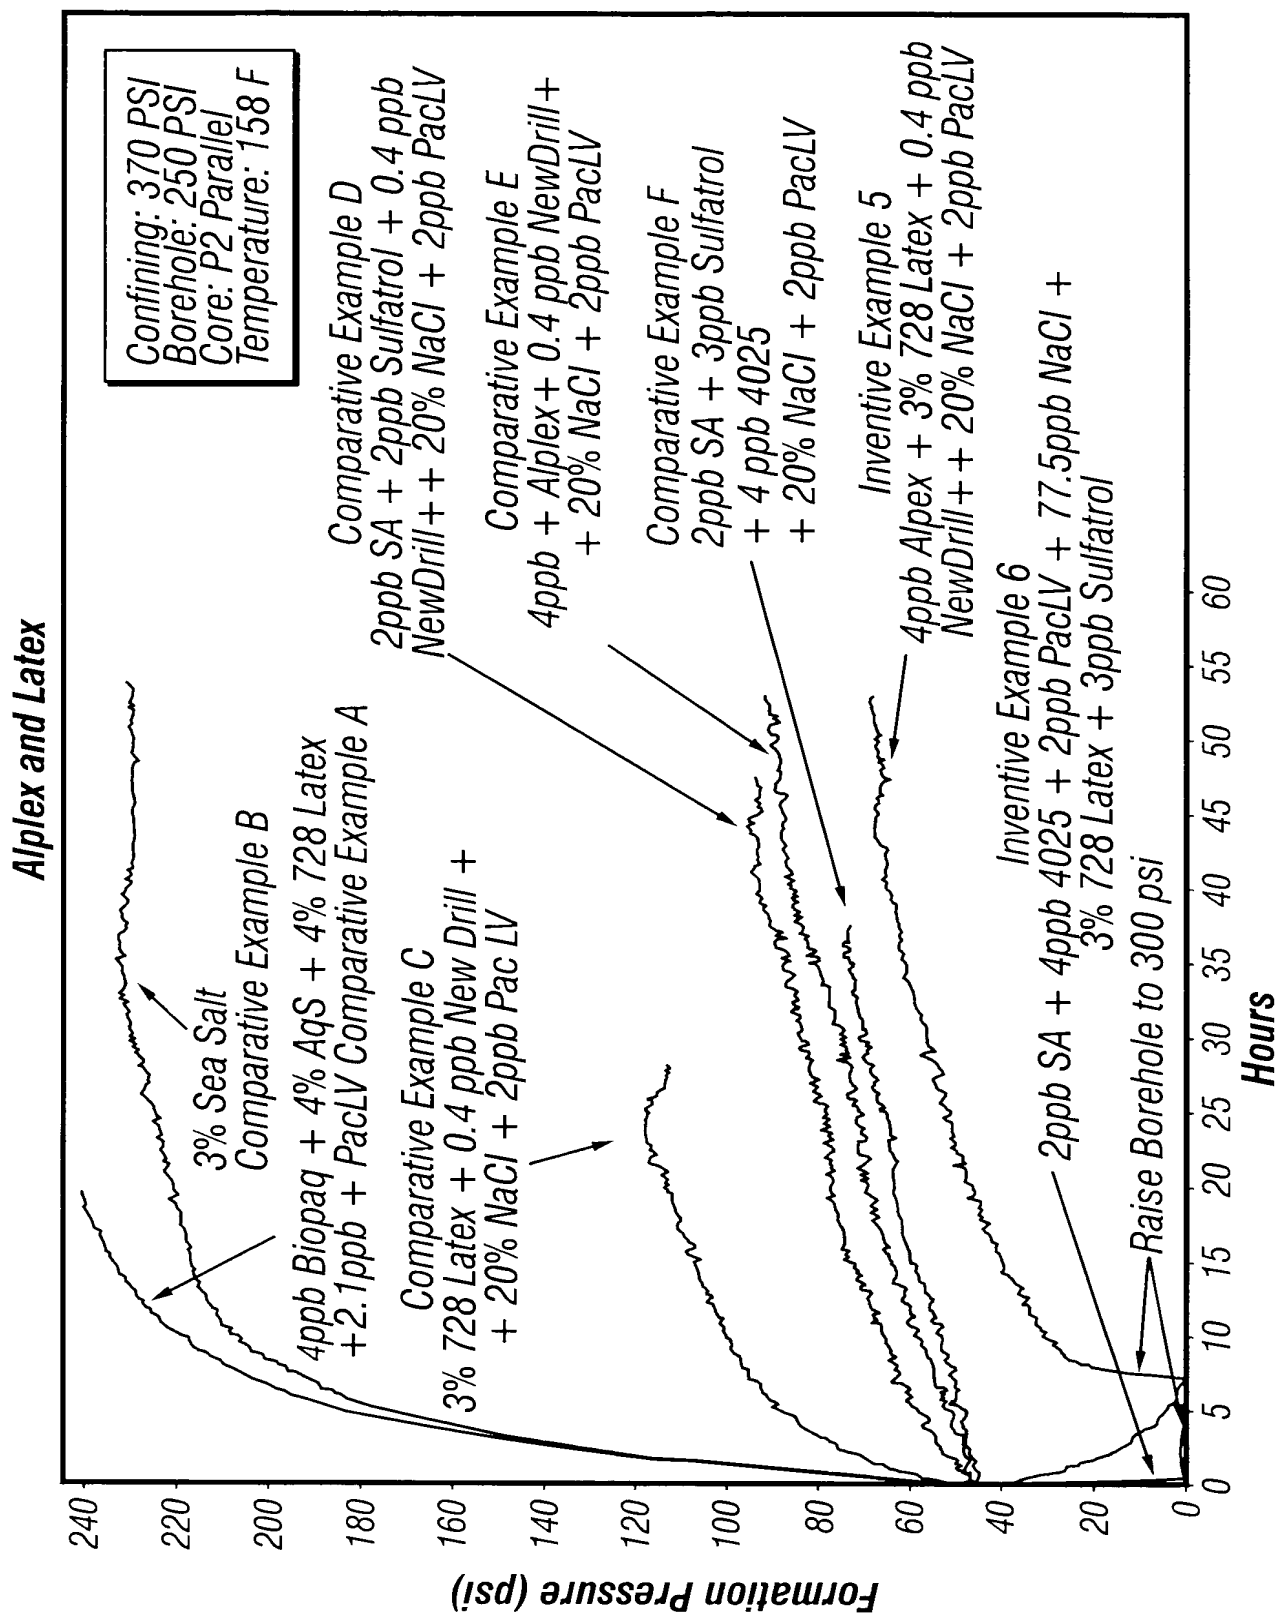 Alplex and Latex
Confining: 370 PSI
Borehole: 250 PSI
Core: P2 Parallel
Temperature: 158 F
Formation Pressure (psi)
240
220
200
180
160
140
120
100
80
60
40
20
0
3% Sea Salt
Comparative Example B
4ppb Biopaq + 4% AqS + 4% 728 Latex
+2.1ppb + PacLV Comparative Example A
Comparative Example C
3% 728 Latex + 0.4 ppb New Drill +
+ 20% NaCl + 2ppb Pac LV
Comparative Example D
2ppb SA + 2ppb Sulfatrol + 0.4 ppb
NewDrill++ 20% NaCl + 2ppb PacLV
Comparative Example E
4ppb + Alplex+ 0.4 ppb NewDrill+
+ 20% NaCl + 2ppb PacLV
Comparative Example F
2ppb SA + 3ppb Sulfatrol
+ 4 ppb 4025
+ 20% NaCl + 2ppb PacLV
Inventive Example 5
4ppb Alpex + 3% 728 Latex + 0.4 ppb
NewDrill++ 20% NaCl + 2ppb PacLV
Inventive Example 6
2ppb SA + 4ppb 4025 + 2ppb PacLV + 77.5ppb NaCl +
3% 728 Latex + 3ppb Sulfatrol
Raise Borehole to 300 psi
0 5 10 15 20 25 30 35 40 45 50 55 60
Hours